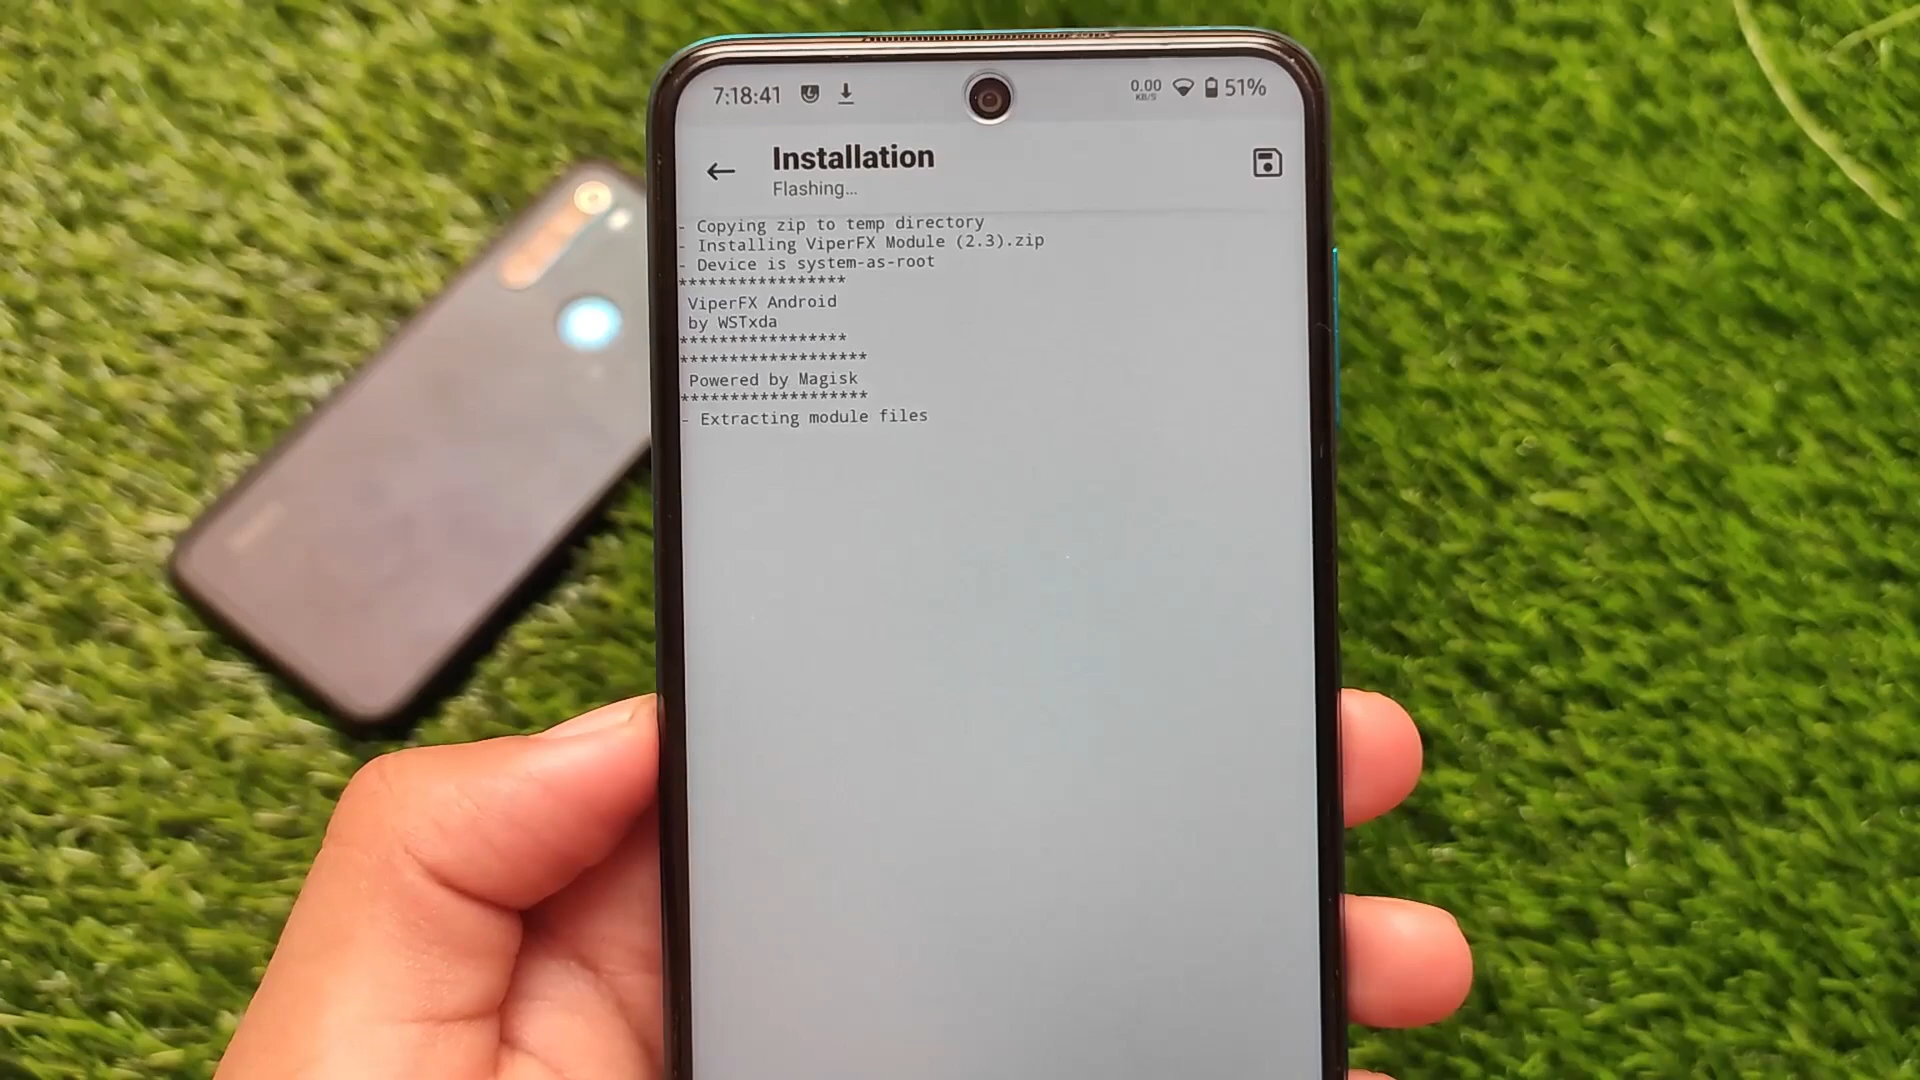 7:18:41
0.00
KB/S
51%
Installation
Flashing...
- Copying zip to temp directory
- Installing ViperFX Module (2.3).zip
- Device is system-as-root
*****************
ViperFX Android
by WSTxda
*****************
*******************
Powered by Magisk
*******************
- Extracting module files